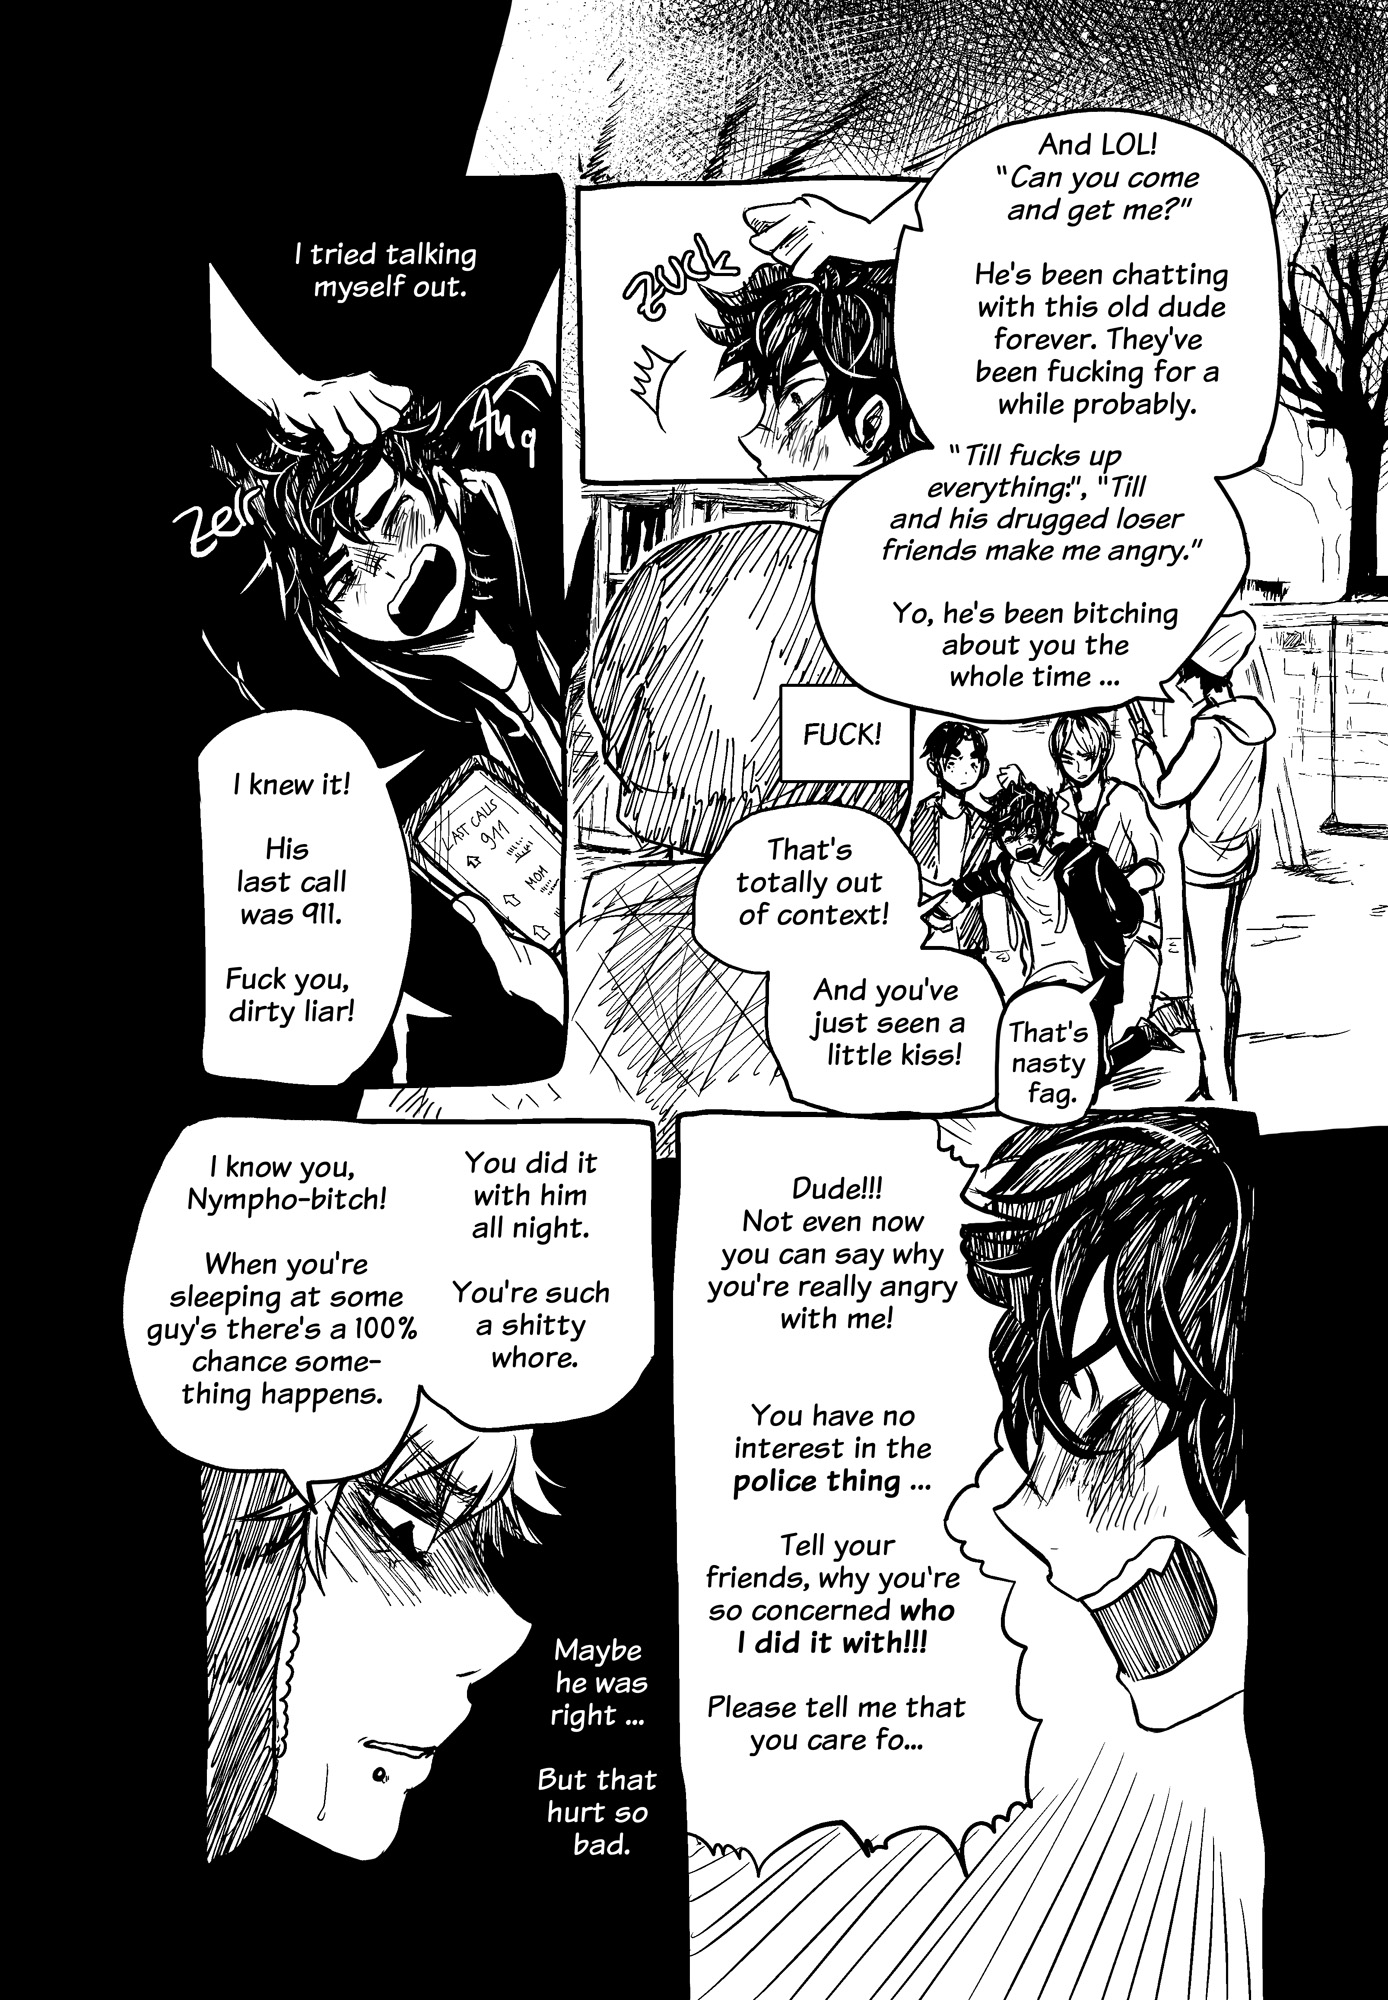 I tried talking
myself out.
Zerr
Au
I knew it!
His
last call
was 911.
Fuck you,
dirty liar!
LAST CALLS
911
MOM
zuck
And LOL!
"Can you come
and get me?"
He's been chatting
with this old dude
forever. They've
been fucking for a
while probably.
"Till fucks up
everything.", "Till
and his drugged loser
friends make me angry."
Yo, he's been bitching
about you the
whole time ...
FUCK!
That's
totally out
of context!
And you've
just seen a
little kiss!
That's
nasty
fag.
I know you,
Nympho-bitch!
When you're
sleeping at some
guy's there's a 100%
chance some-
thing happens.
You did it
with him
all night.
You're such
a shitty
whore.
Maybe
he was
right ...
But that
hurt so
bad.
Dude!!!
Not even now
you can say why
you're really angry
with me!
You have no
interest in the
police thing ...
Tell your
friends, why you're
so concerned who
I did it with!!!
Please tell me that
you care fo...